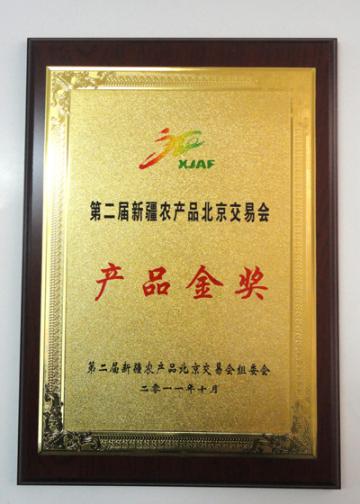 XJAF
第二届新疆农产品北京交易会
产品金奖
第二届新疆农产品北京交易会组委会
二零一一年十月